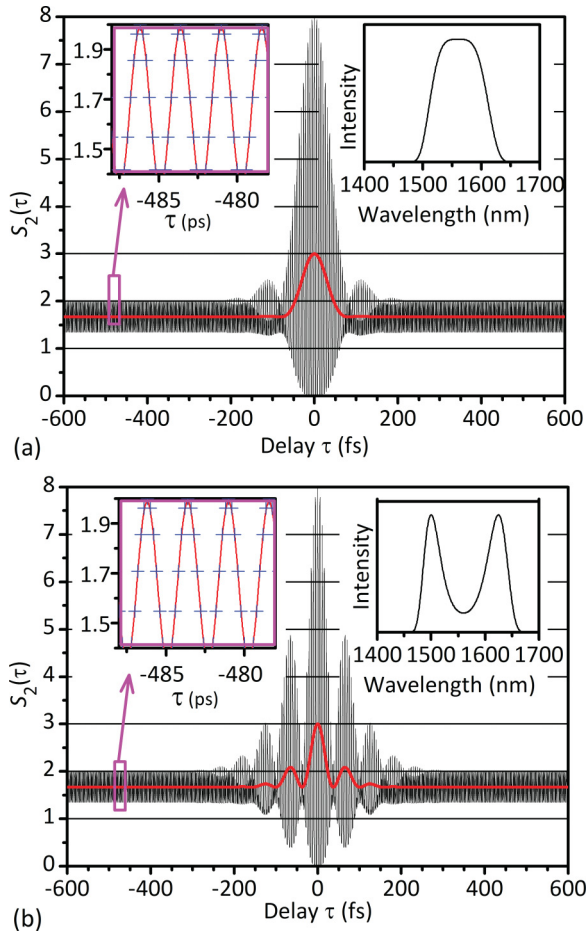 8
7
6
5
4
3
2
1
0
S₂(τ)
1.9
1.7
1.5
-485 -480
τ (ps)
Intensity
1400 1500 1600 1700
Wavelength (nm)
-600 -400 -200 0 200 400 600
Delay τ (fs)
(a)
8
7
6
5
4
3
2
1
0
S₂(τ)
1.9
1.7
1.5
-485 -480
τ (ps)
Intensity
1400 1500 1600 1700
Wavelength (nm)
-600 -400 -200 0 200 400 600
Delay τ (fs)
(b)